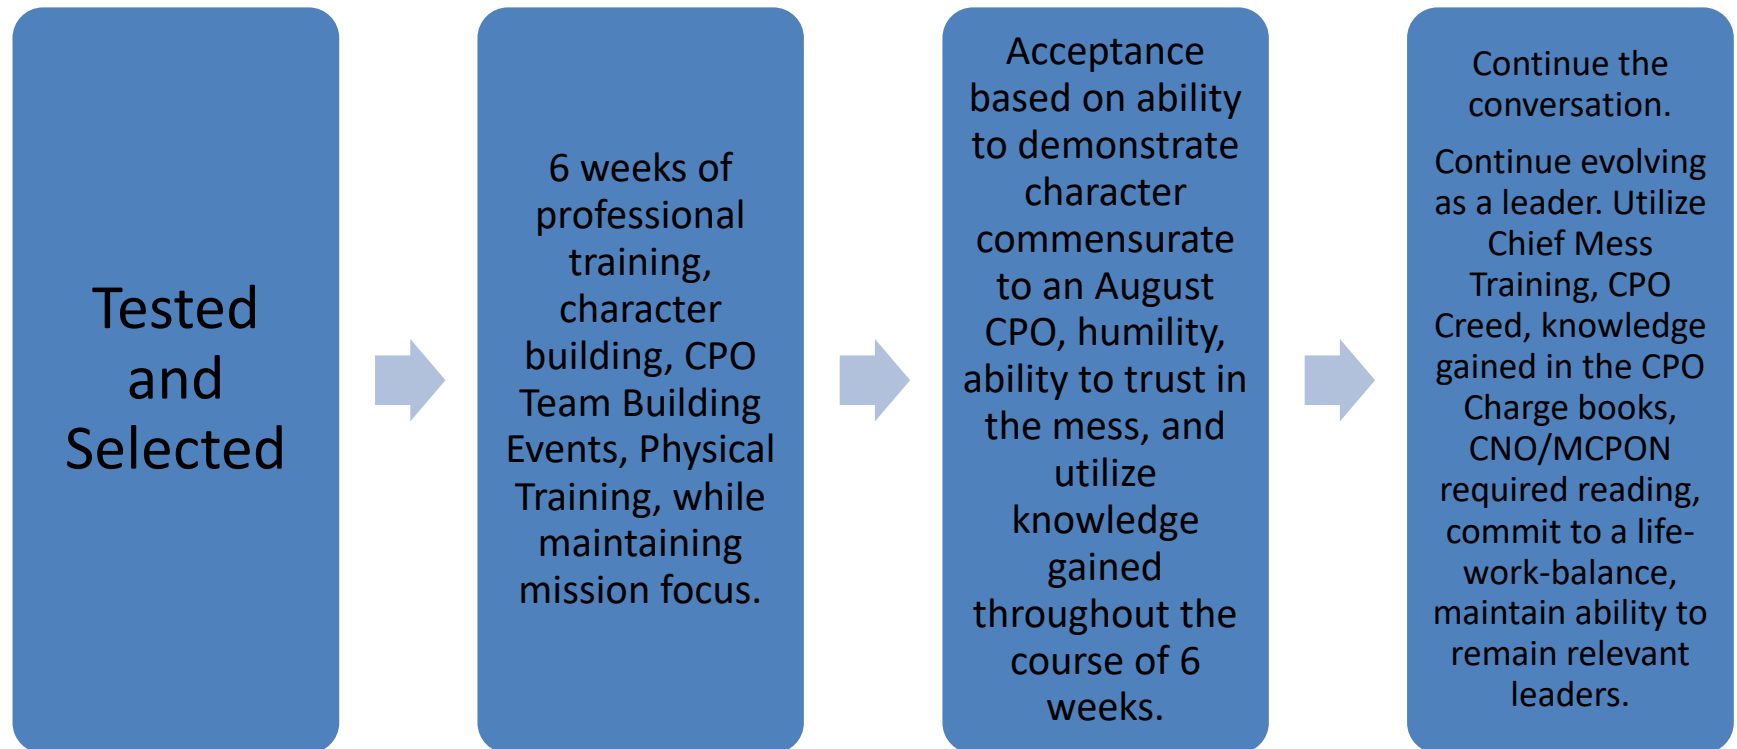 Tested
and
Selected
6 weeks of
professional
training,
character
building, CPO
Team Building
Events, Physical
Training, while
maintaining
mission focus.
Acceptance
based on ability
to demonstrate
character
commensurate
to an August
CPO, humility,
ability to trust in
the mess, and
utilize
knowledge
gained
throughout the
course of 6
weeks.
Continue the
conversation.
Continue evolving
as a leader. Utilize
Chief Mess
Training, CPO
Creed, knowledge
gained in the CPO
Charge books,
CNO/MCPON
required reading,
commit to a life-
work-balance,
maintain ability to
remain relevant
leaders.